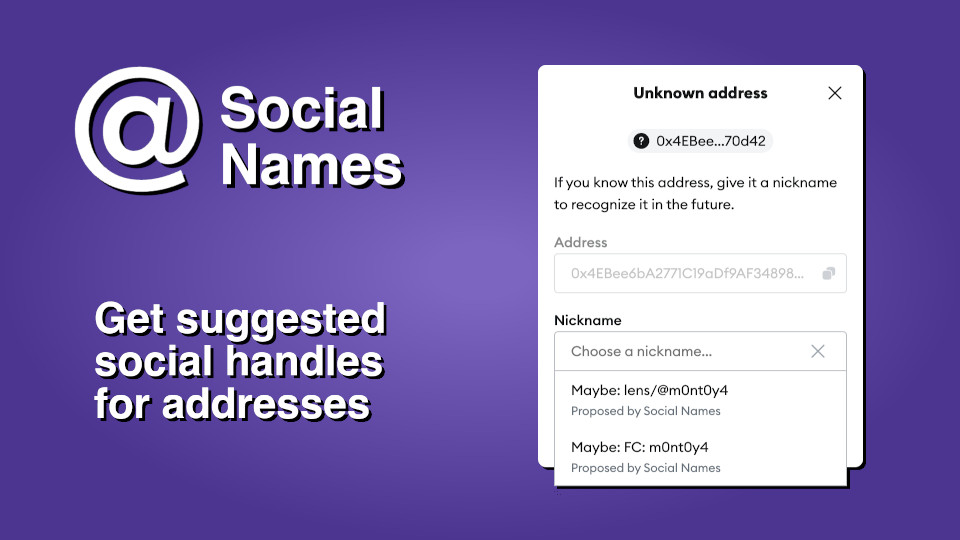 @
Social
Names
Get suggested
social handles
for addresses
Unknown address
? 0x4EBee...70d42
If you know this address, give it a nickname
to recognize it in the future.
Address
0x4EBee6bA2771C19aDf9AF34898...
Nickname
Choose a nickname...
Maybe: lens/@m0nt0y4
Proposed by Social Names
Maybe: FC: m0nt0y4
Proposed by Social Names